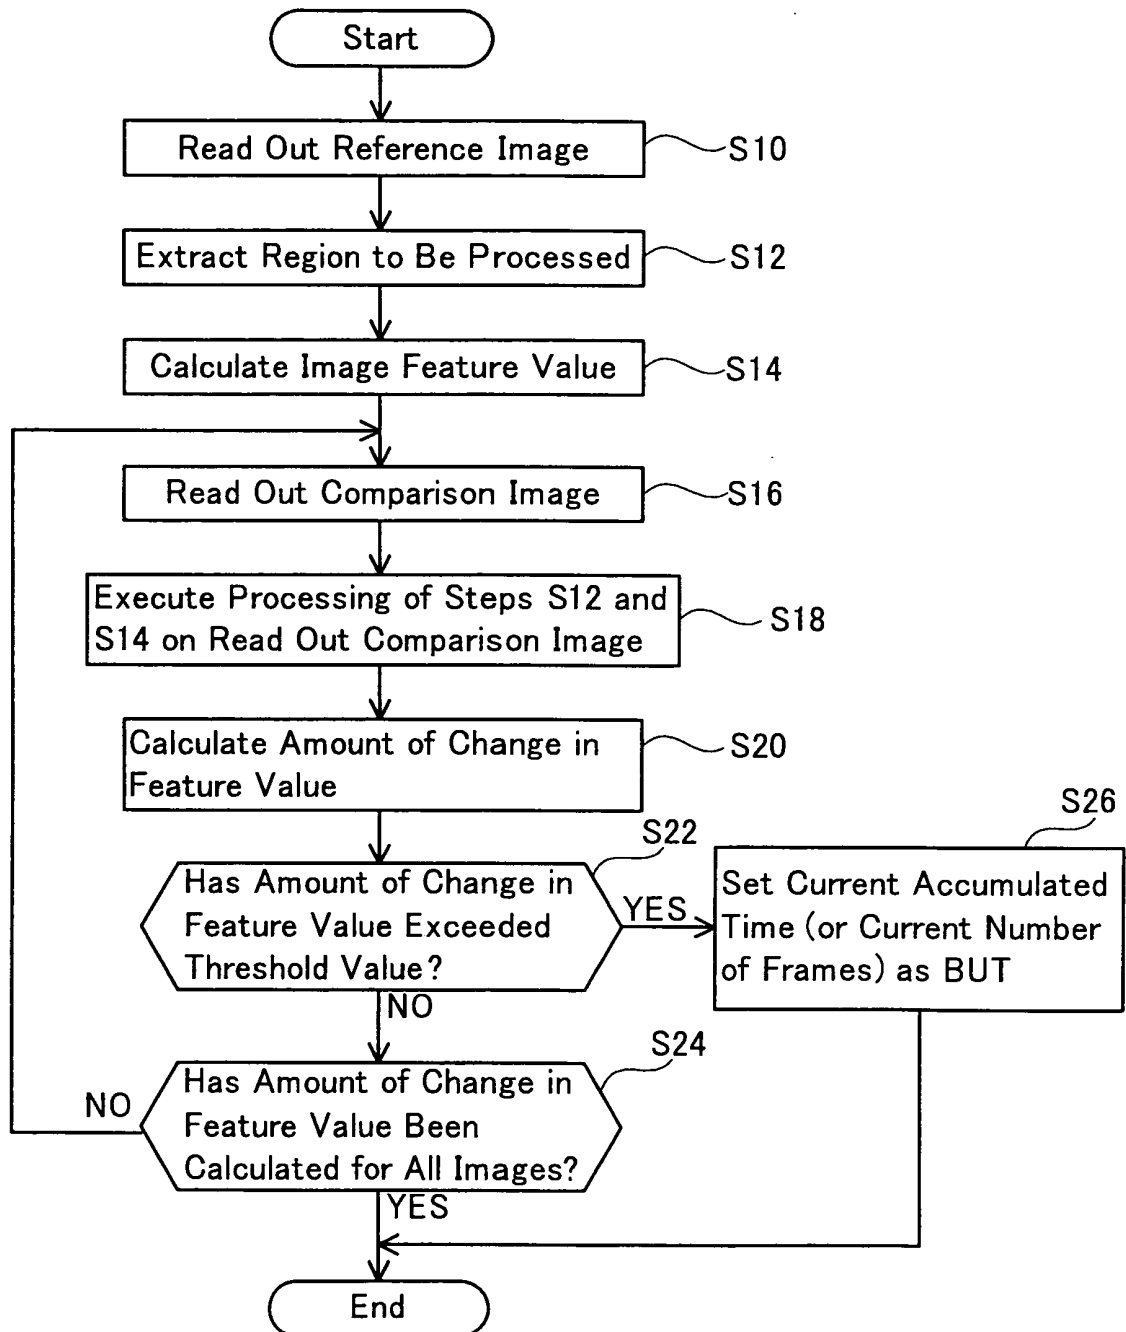 Start
Read Out Reference Image
S10
Extract Region to Be Processed
S12
Calculate Image Feature Value
S14
Read Out Comparison Image
S16
Execute Processing of Steps S12 and
S14 on Read Out Comparison Image
S18
Calculate Amount of Change in
Feature Value
S20
S22
Has Amount of Change in
Feature Value Exceeded
Threshold Value?
YES
S26
Set Current Accumulated
Time (or Current Number
of Frames) as BUT
NO
S24
Has Amount of Change in
Feature Value Been
Calculated for All Images?
NO
YES
End